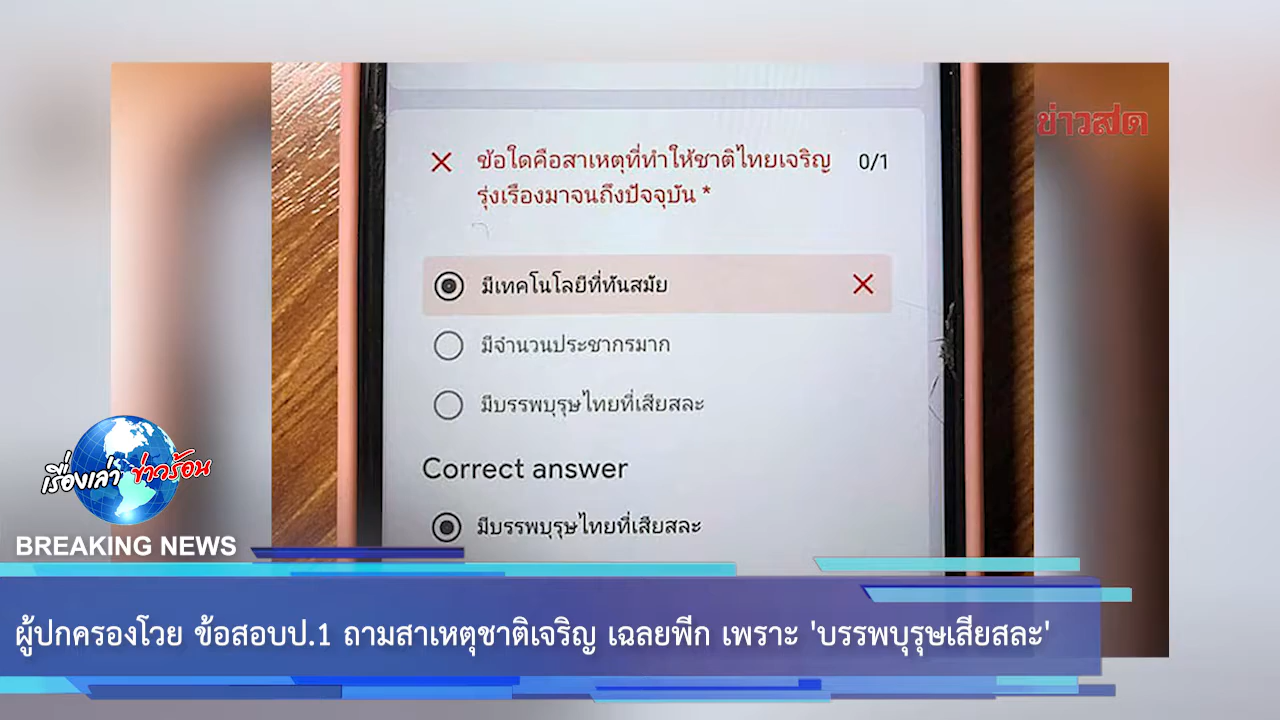 ข่าวสด
ข้อใดคือสาเหตุที่ทำให้ชาติไทยเจริญ 0/1
รุ่งเรืองมาจนถึงปัจจุบัน *
มีเทคโนโลยีที่ทันสมัย
มีจำนวนประชากรมาก
มีบรรพบุรุษไทยที่เสียสละ
Correct answer
มีบรรพบุรุษไทยที่เสียสละ
เรื่องเล่า ข่าวร้อน
BREAKING NEWS
ผู้ปกครองโวย ข้อสอบป.1 ถามสาเหตุชาติเจริญ เฉลยพีก เพราะ 'บรรพบุรุษเสียสละ'